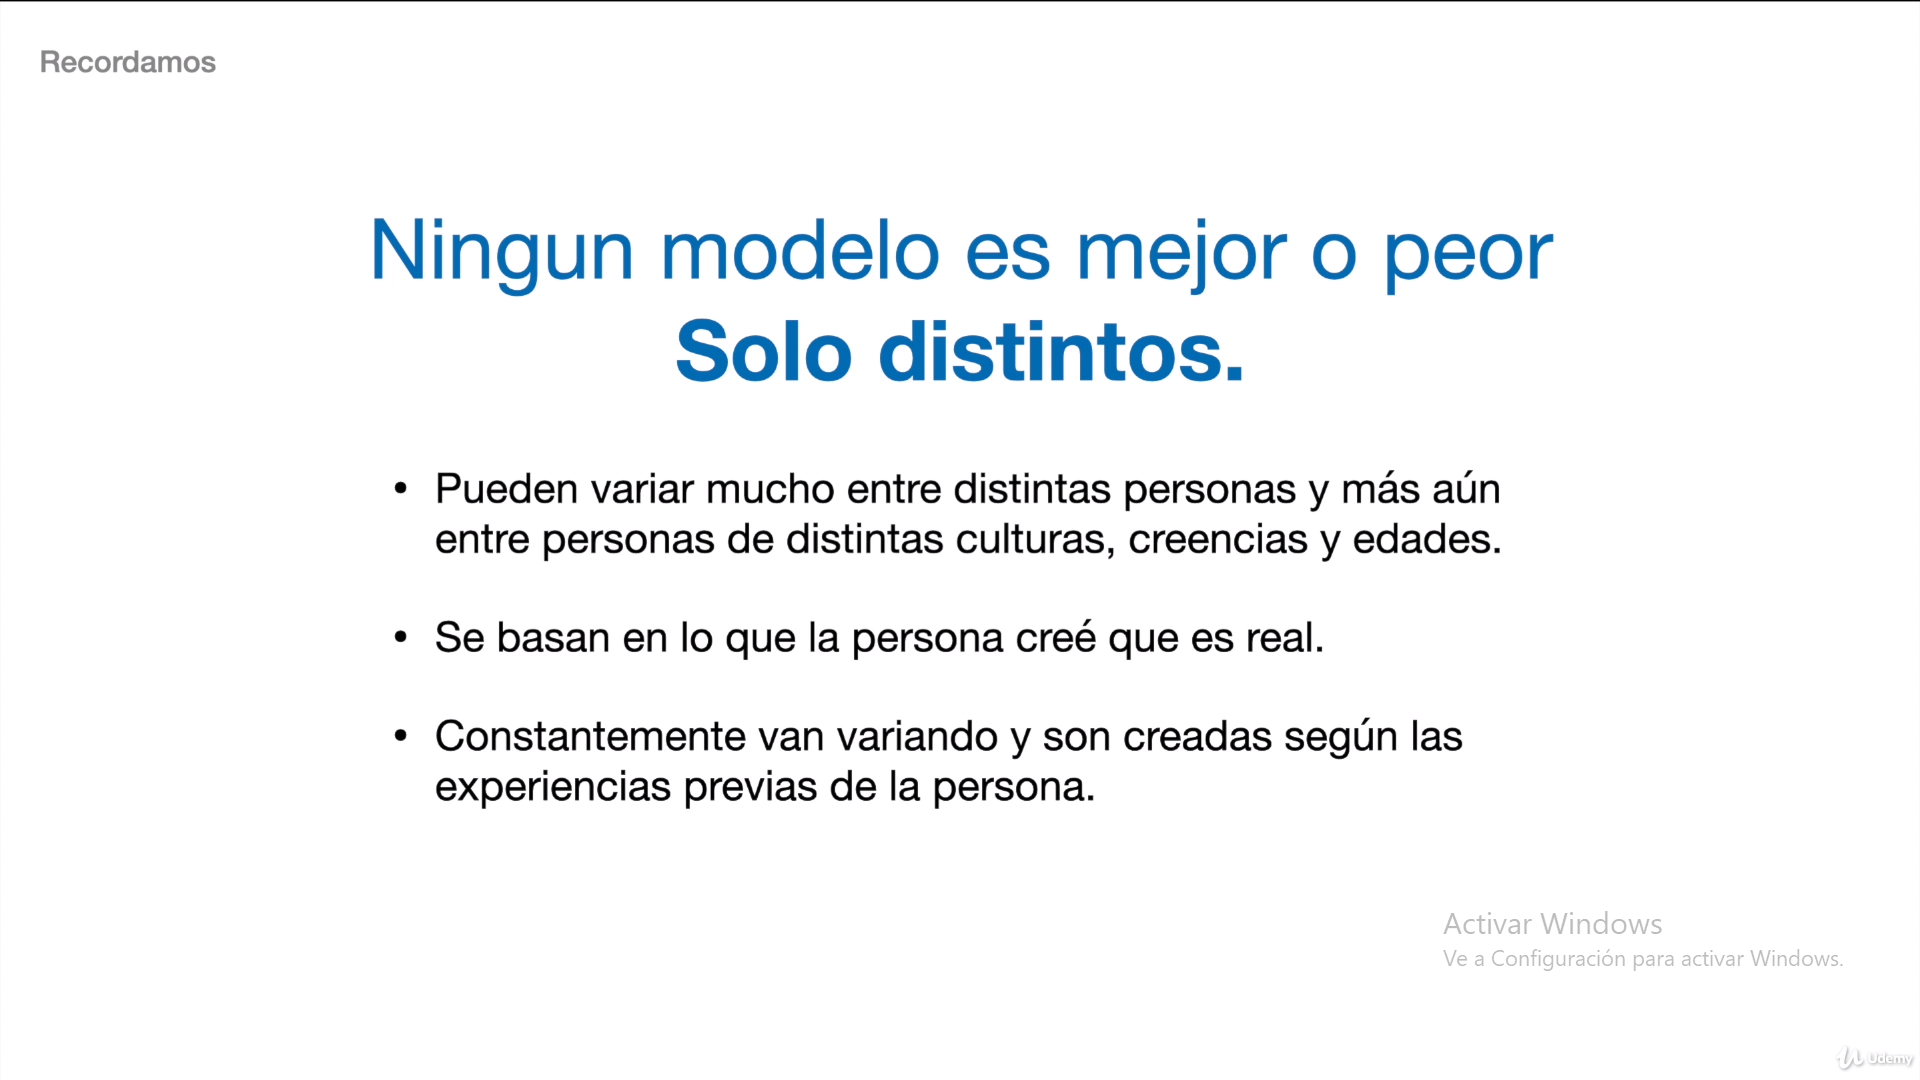 Recordamos
Ningun modelo es mejor o peor
Solo distintos.
• Pueden variar mucho entre distintas personas y más aún
entre personas de distintas culturas, creencias y edades.
• Se basan en lo que la persona creé que es real.
• Constantemente van variando y son creadas según las
experiencias previas de la persona.
Activar Windows
Ve a Configuración para activar Windows.
Udemy